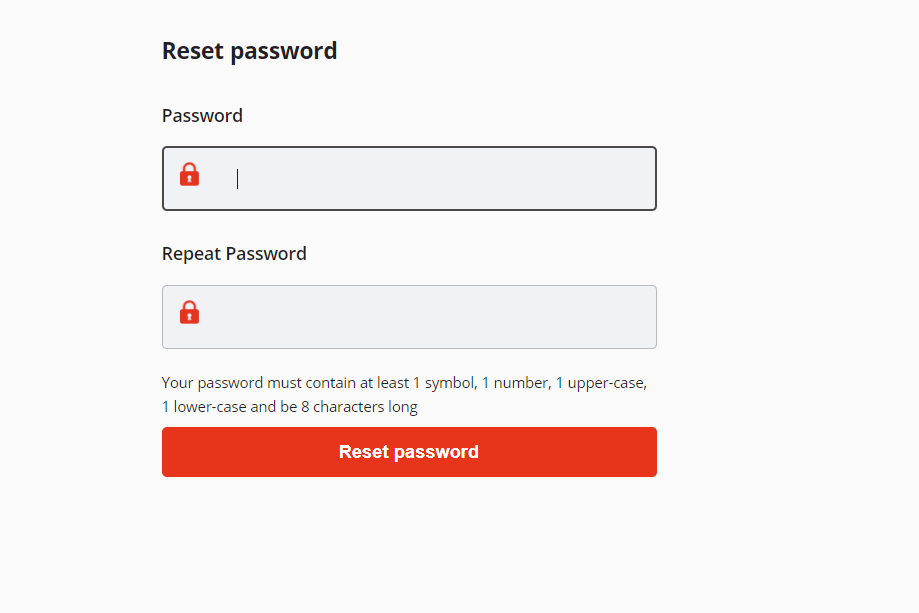 Reset password
Password
Repeat Password
Your password must contain at least 1 symbol, 1 number, 1 upper-case,
1 lower-case and be 8 characters long
Reset password